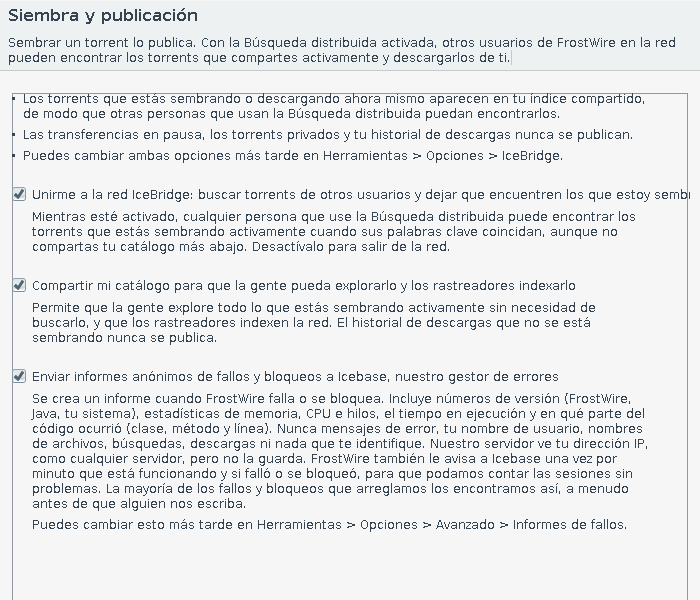 Siembra y publicación
Sembrar un torrent lo publica. Con la Búsqueda distribuida activada, otros usuarios de FrostWire en la red
pueden encontrar los torrents que compartes activamente y descargarlos de ti.
• Los torrents que estás sembrando o descargando ahora mismo aparecen en tu índice compartido,
de modo que otras personas que usan la Búsqueda distribuida puedan encontrarlos.
• Las transferencias en pausa, los torrents privados y tu historial de descargas nunca se publican.
• Puedes cambiar ambas opciones más tarde en Herramientas > Opciones > IceBridge.
Unirme a la red IceBridge: buscar torrents de otros usuarios y dejar que encuentren los que estoy
Mientras esté activado, cualquier persona que use la Búsqueda distribuida puede encontrar los
torrents que estás sembrando activamente cuando sus palabras clave coincidan, aunque no
compartas tu catálogo más abajo. Desactívalo para salir de la red.
Compartir mi catálogo para que la gente pueda explorarlo y los rastreadores indexarlo
Permite que la gente explore todo lo que estás sembrando activamente sin necesidad de
buscarlo, y que los rastreadores indexen la red. El historial de descargas que no se está
sembrando nunca se publica.
Enviar informes anónimos de fallos y bloqueos a Icebase, nuestro gestor de errores
Se crea un informe cuando FrostWire falla o se bloquea. Incluye números de versión (FrostWire,
Java, tu sistema), estadísticas de memoria, CPU e hilos, el tiempo en ejecución y en qué parte del
código ocurrió (clase, método y línea). Nunca mensajes de error, tu nombre de usuario, nombres
de archivos, búsquedas, descargas ni nada que te identifique. Nuestro servidor ve tu dirección IP,
como cualquier servidor, pero no la guarda. FrostWire también le avisa a Icebase una vez por
minuto que está funcionando y si falló o se bloqueó, para que podamos contar las sesiones sin
problemas. La mayoría de los fallos y bloqueos que arreglamos los encontramos así, a menudo
antes de que alguien nos escriba.
Puedes cambiar esto más tarde en Herramientas > Opciones > Avanzado > Informes de fallos.